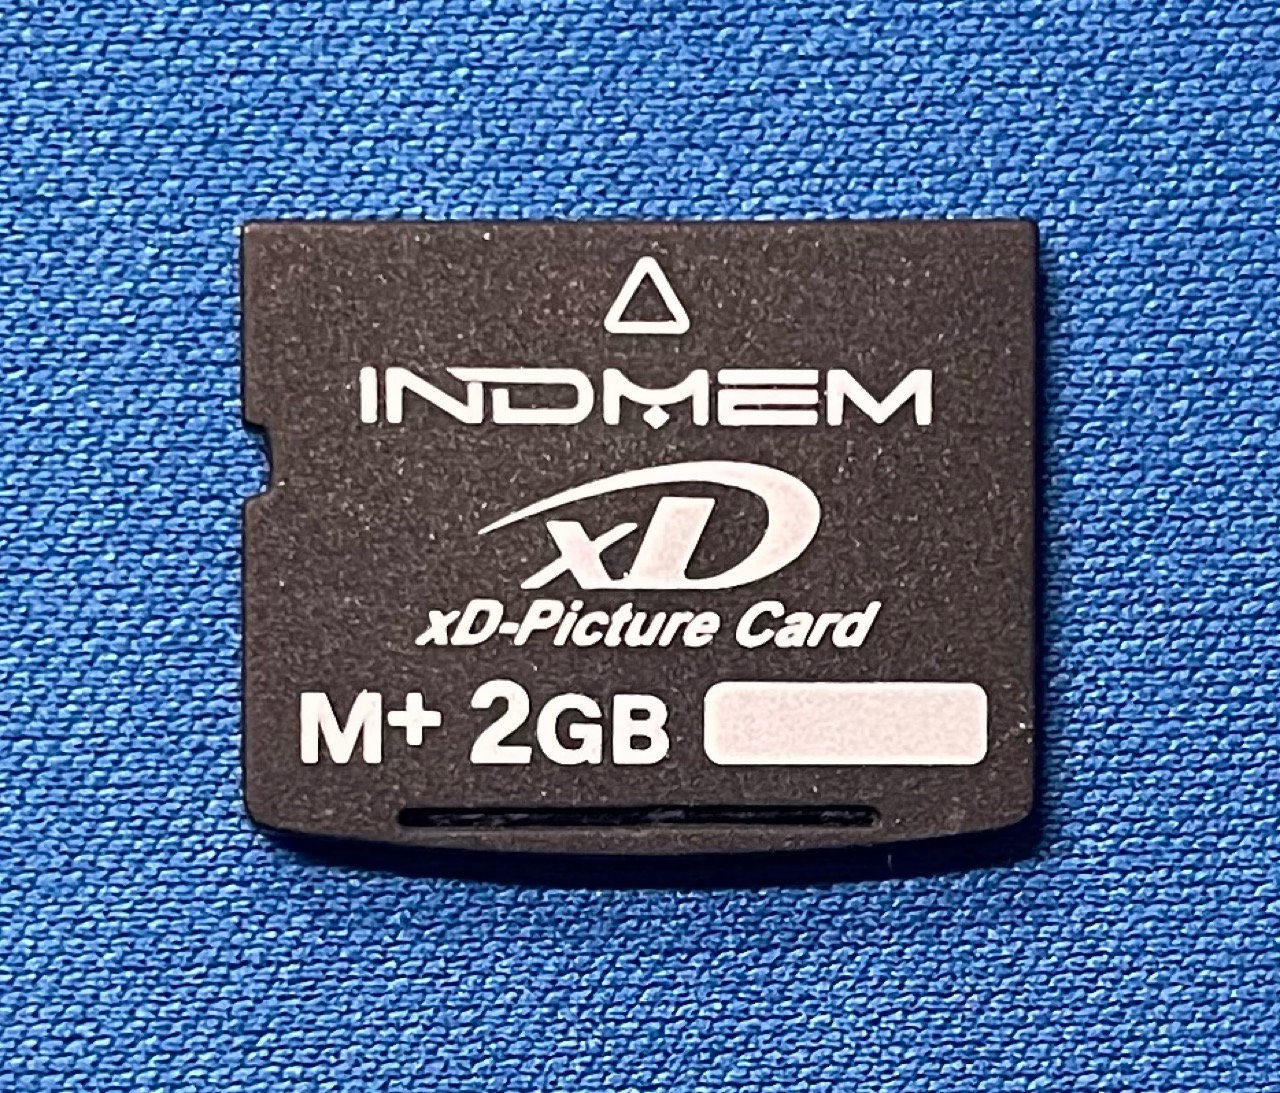 INDMEM
xD
xD-Picture Card
M+ 2GB